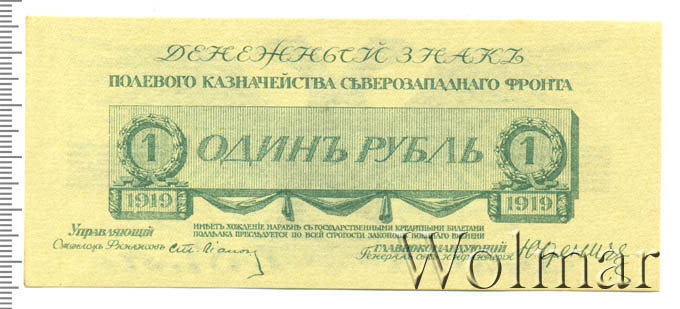 ДЕНЕЖНЫЙ ЗНАКЪ
ПОЛЕВОГО КАЗНАЧЕЙСТВА СѢВЕРОЗАПАДНАГО ФРОНТА
1 ОДИНЪ РУБЛЬ 1
1919 1919
ИМѢЕТЪ ХОЖДЕНІЕ НАРАВНѢ СЪ ГОСУДАРСТВЕННЫМИ КРЕДИТНЫМИ БИЛЕТАМИ
ПОДДѢЛКА ПРЕСЛѢДУЕТСЯ ПО ВСЕЙ СТРОГОСТИ ЗАКОНОВЪ ВОЕННАГО ВРЕМЕНИ
Управляющій
ГЛАВНОКОМАНДУЮЩІЙ
Wolmar